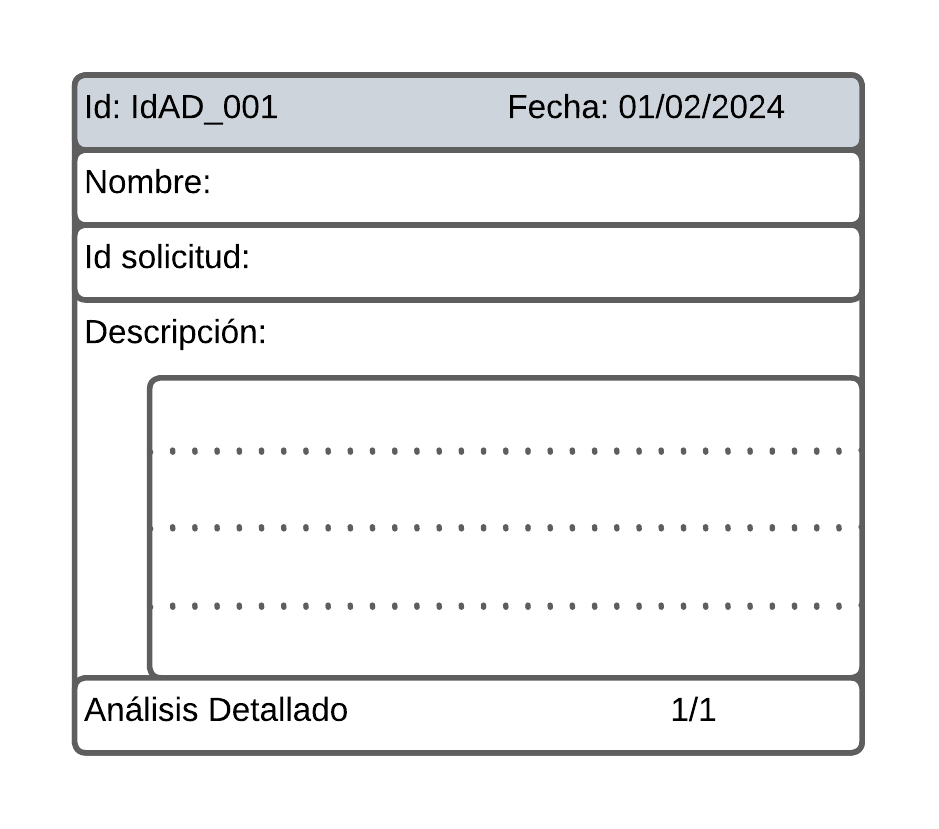 Id: IdAD_001 Fecha: 01/02/2024
Nombre:
Id solicitud:
Descripción:
Análisis Detallado 1/1